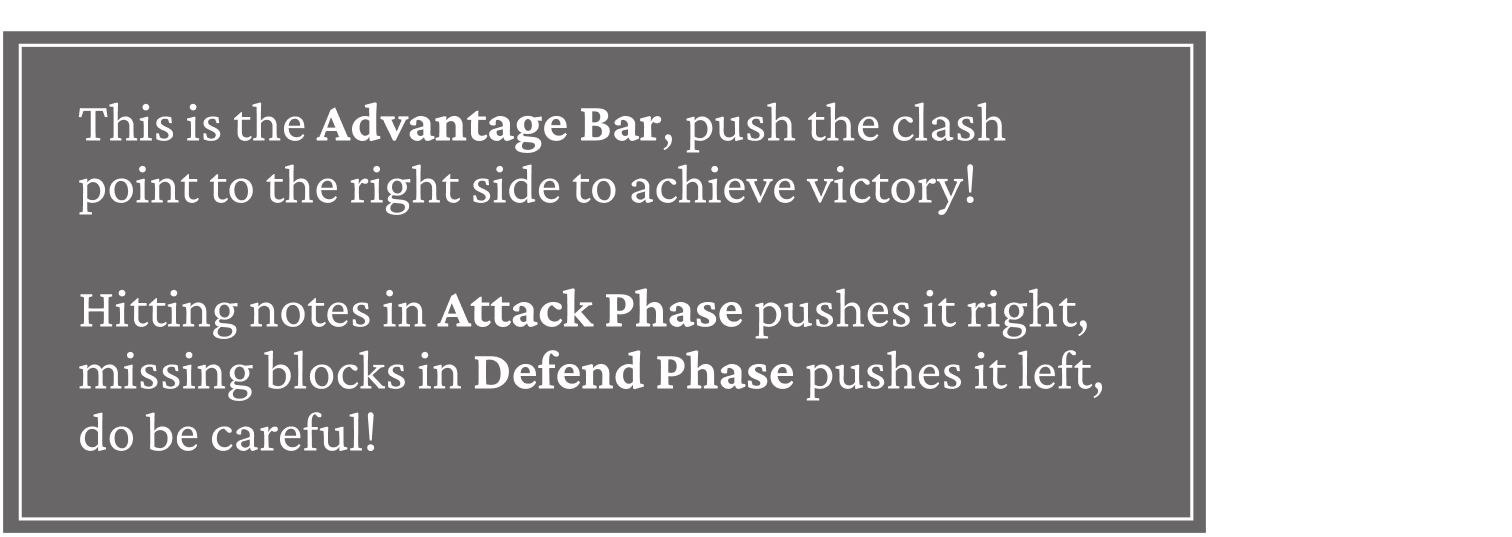 This is the Advantage Bar, push the clash
point to the right side to achieve victory!
Hitting notes in Attack Phase pushes it right,
missing blocks in Defend Phase pushes it left,
do be careful!